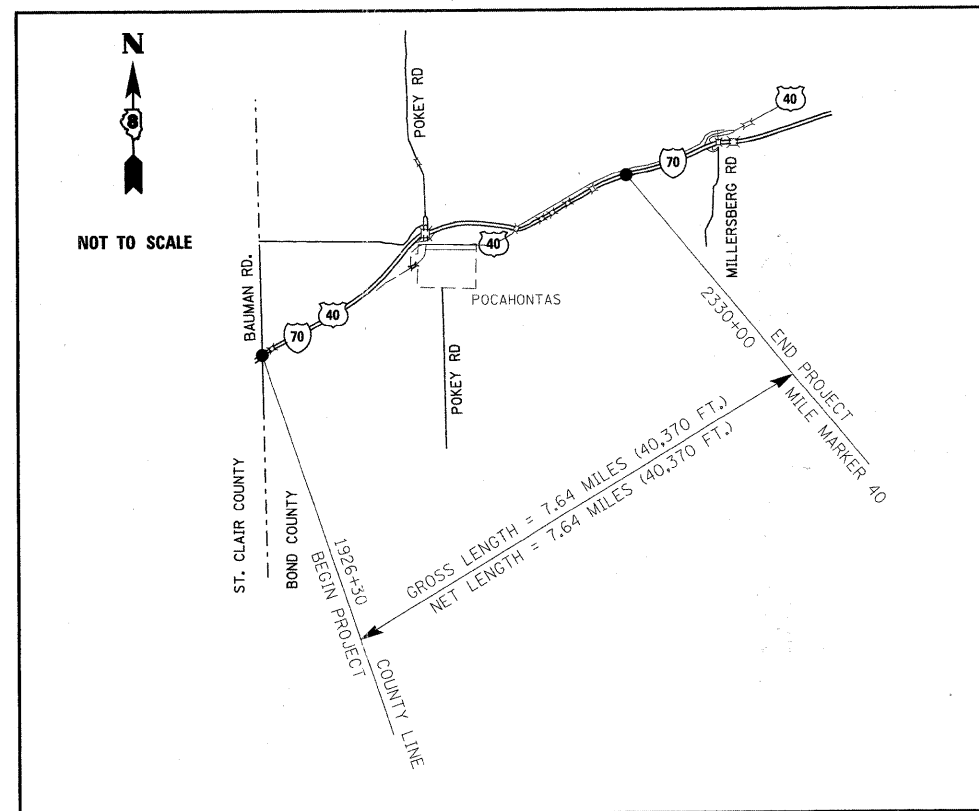 N
8
NOT TO SCALE
POKEY RD
40
70
MILLERSBERG RD
40
POCAHONTAS
BAUMAN RD.
40
70
POKEY RD
2330+00
END PROJECT
MILE MARKER 40
GROSS LENGTH = 7.64 MILES (40,370 FT.)
NET LENGTH = 7.64 MILES (40,370 FT.)
ST. CLAIR COUNTY
BOND COUNTY
1926+30
BEGIN PROJECT
COUNTY LINE